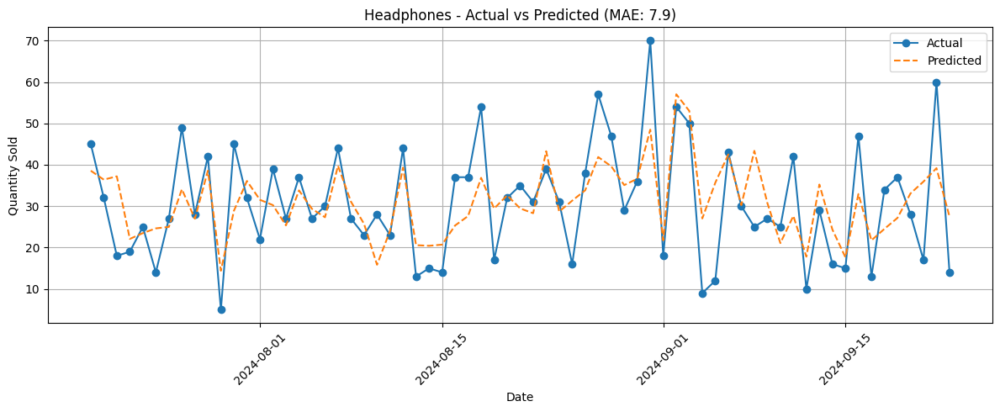 Headphones - Actual vs Predicted (MAE: 7.9)
Actual
Predicted
Quantity Sold
70
60
50
40
30
20
10
2024-08-01
2024-08-15
2024-09-01
2024-09-15
Date